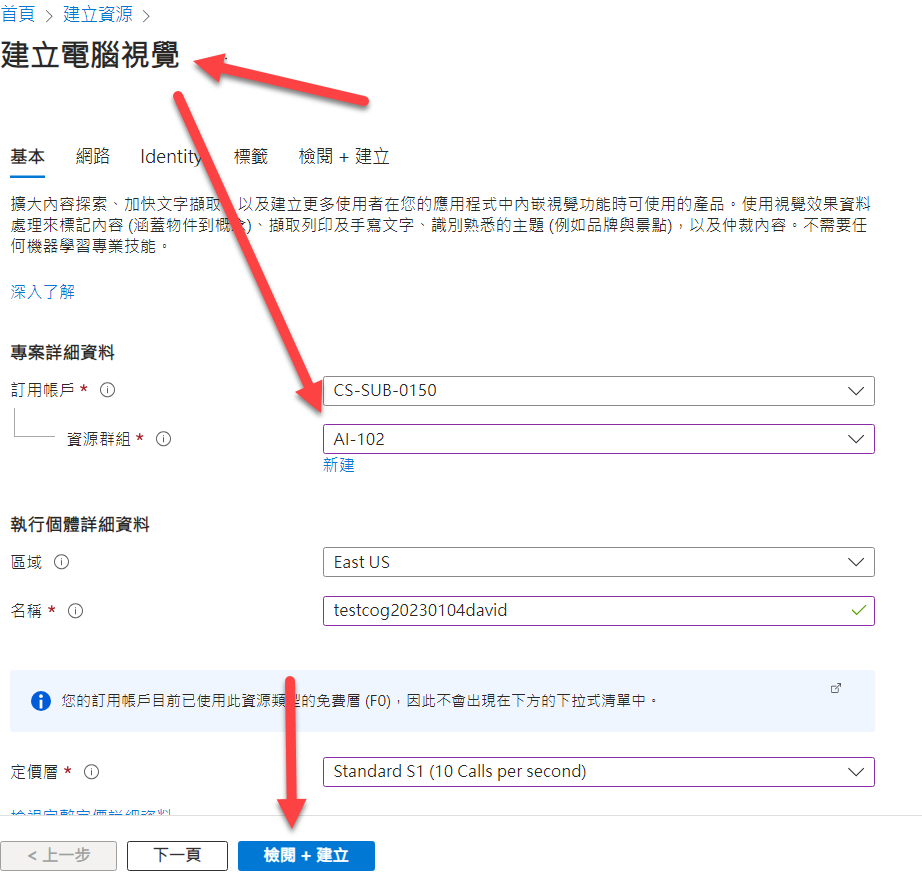 首頁 > 建立資源 >
建立電腦視覺
基本 網路 Identity 標籤 檢閱 + 建立
擴大內容探索、加快文字擷取 以及建立更多使用者在您的應用程式中內嵌視覺功能時可使用的產品。使用視覺效果資料
處理來標記內容 (涵蓋物件到概念)、擷取列印及手寫文字、識別熟悉的主題 (例如品牌與景點)，以及仲裁內容。不需要任
何機器學習專業技能。
深入了解
專案詳細資料
訂用帳戶 * CS-SUB-0150
資源群組 * AI-102
新建
執行個體詳細資料
區域 East US
名稱 * testcog20230104david
您的訂用帳戶目前已使用此資源類型的免費層 (F0)，因此不會出現在下方的下拉式清單中。
定價層 * Standard S1 (10 Calls per second)
檢視完整定價詳細資料
< 上一步 下一頁 檢閱 + 建立